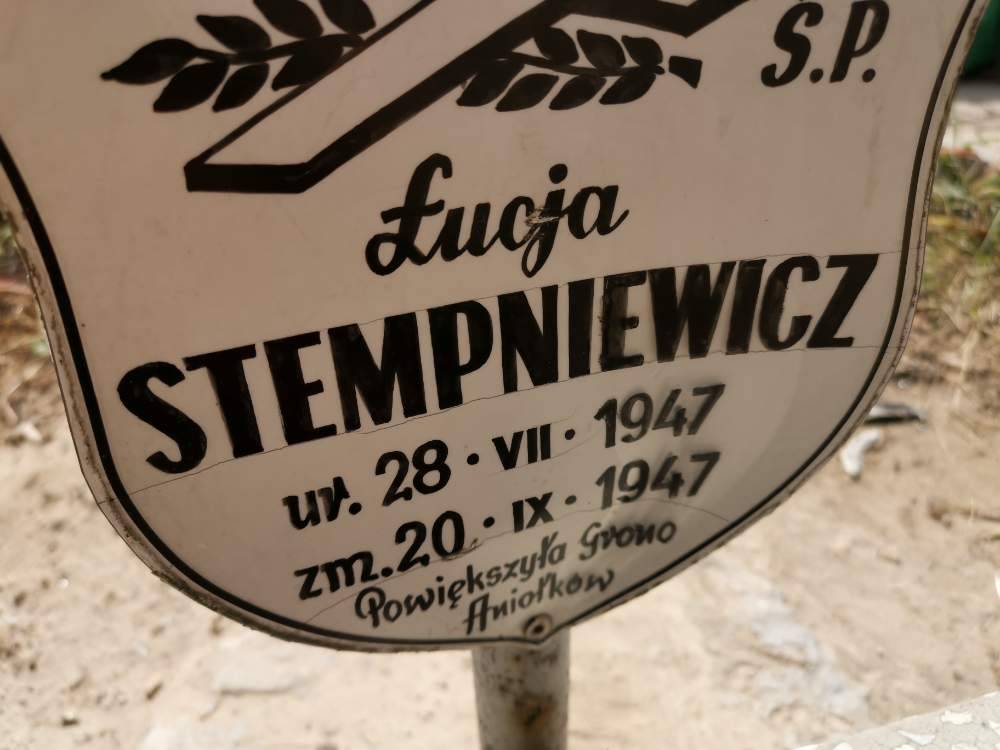 Ś.P.
Łucja
STEMPNIEWICZ
ur. 28 · VII · 1947
zm. 20 · IX · 1947
Powiększyła Grono
Aniołków